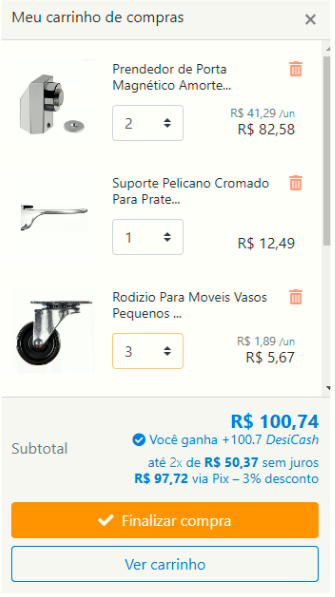 Meu carrinho de compras ×
Prendedor de Porta
Magnético Amorte...
2
R$ 41,29 /un
R$ 82,58
Suporte Pelicano Cromado
Para Prate...
1
R$ 12,49
Rodizio Para Moveis Vasos
Pequenos ...
3
R$ 1,89 /un
R$ 5,67
Subtotal
R$ 100,74
Você ganha +100.7 DesiCash
até 2x de R$ 50,37 sem juros
R$ 97,72 via Pix – 3% desconto
Finalizar compra
Ver carrinho